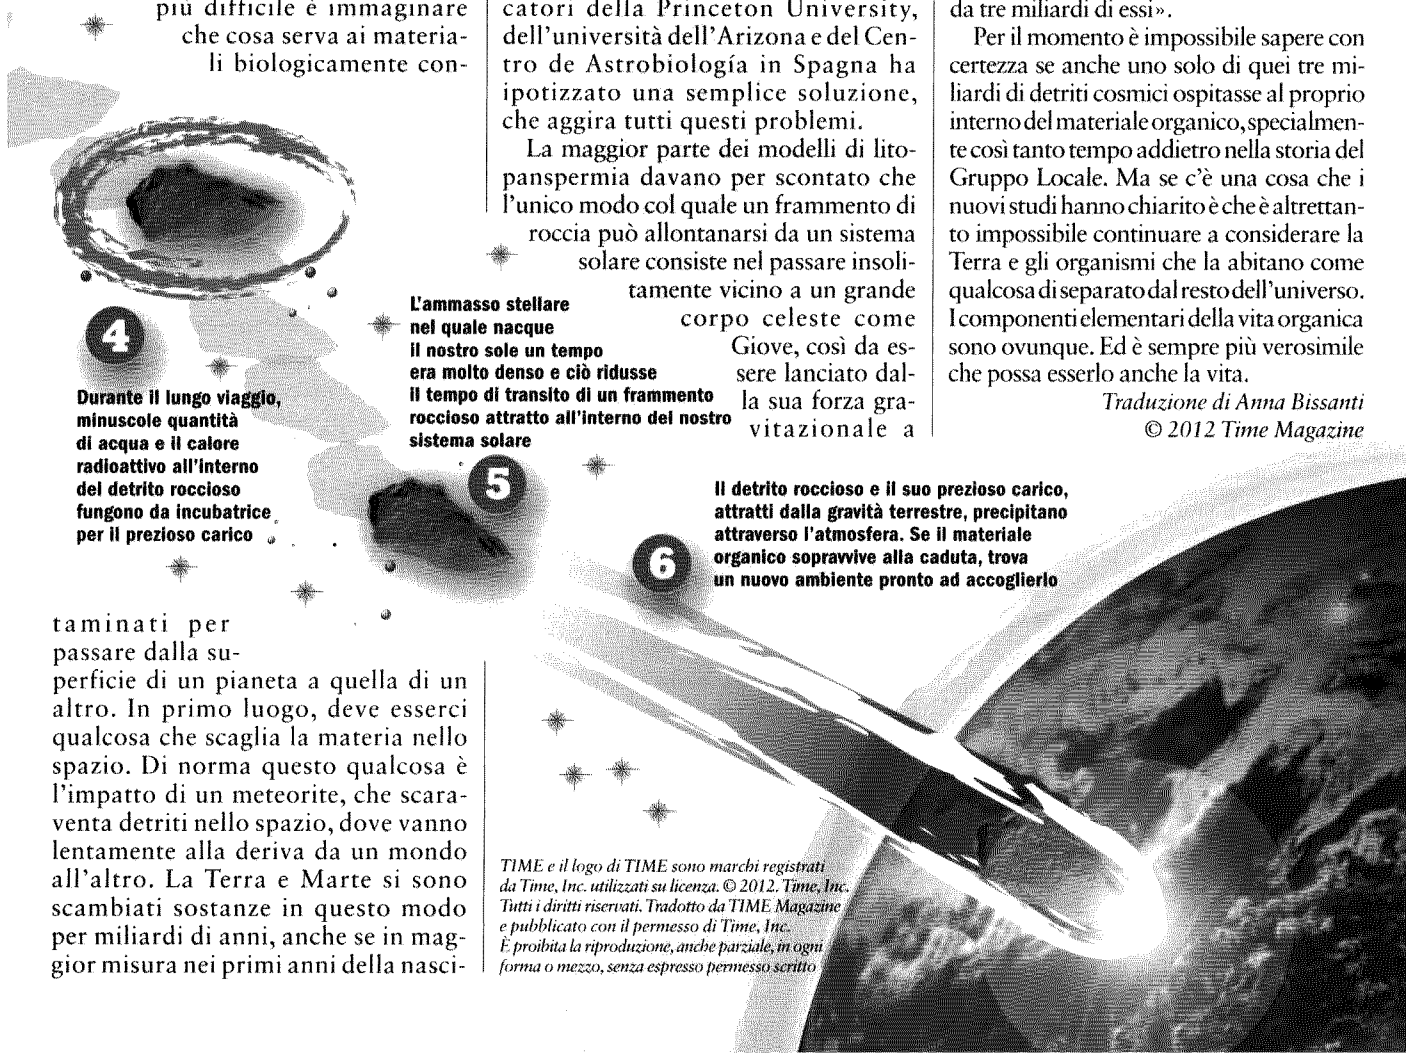 più difficile è immaginare
che cosa serva ai materia-
li biologicamente con-
4
Durante il lungo viaggio,
minuscole quantità
di acqua e il calore
radioattivo all'interno
del detrito roccioso
fungono da incubatrice
per il prezioso carico
taminati per
passare dalla su-
perficie di un pianeta a quella di un
altro. In primo luogo, deve esserci
qualcosa che scaglia la materia nello
spazio. Di norma questo qualcosa è
l'impatto di un meteorite, che scara-
venta detriti nello spazio, dove vanno
lentamente alla deriva da un mondo
all'altro. La Terra e Marte si sono
scambiati sostanze in questo modo
per miliardi di anni, anche se in mag-
gior misura nei primi anni della nasci-
catori della Princeton University,
dell'università dell'Arizona e del Cen-
tro de Astrobiología in Spagna ha
ipotizzato una semplice soluzione,
che aggira tutti questi problemi.
La maggior parte dei modelli di lito-
panspermia davano per scontato che
l'unico modo col quale un frammento di
roccia può allontanarsi da un sistema
solare consiste nel passare insoli-
tamente vicino a un grande
corpo celeste come
Giove, così da es-
sere lanciato dal-
la sua forza gra-
vitazionale a
L'ammasso stellare
nel quale nacque
il nostro sole un tempo
era molto denso e ciò ridusse
il tempo di transito di un frammento
roccioso attratto all'interno del nostro
sistema solare
5
da tre miliardi di essi».
Per il momento è impossibile sapere con
certezza se anche uno solo di quei tre mi-
liardi di detriti cosmici ospitasse al proprio
interno del materiale organico, specialmen-
te così tanto tempo addietro nella storia del
Gruppo Locale. Ma se c'è una cosa che i
nuovi studi hanno chiarito è che è altrettan-
to impossibile continuare a considerare la
Terra e gli organismi che la abitano come
qualcosa di separato dal resto dell'universo.
I componenti elementari della vita organica
sono ovunque. Ed è sempre più verosimile
che possa esserlo anche la vita.
Traduzione di Anna Bissanti
© 2012 Time Magazine
6
Il detrito roccioso e il suo prezioso carico,
attratti dalla gravità terrestre, precipitano
attraverso l'atmosfera. Se il materiale
organico sopravvive alla caduta, trova
un nuovo ambiente pronto ad accoglierlo
TIME e il logo di TIME sono marchi registrati
da Time, Inc. utilizzati su licenza. © 2012. Time, Inc.
Tutti i diritti riservati. Tradotto da TIME Magazine
e pubblicato con il permesso di Time, Inc.
È proibita la riproduzione, anche parziale, in ogni
forma o mezzo, senza espresso permesso scritto